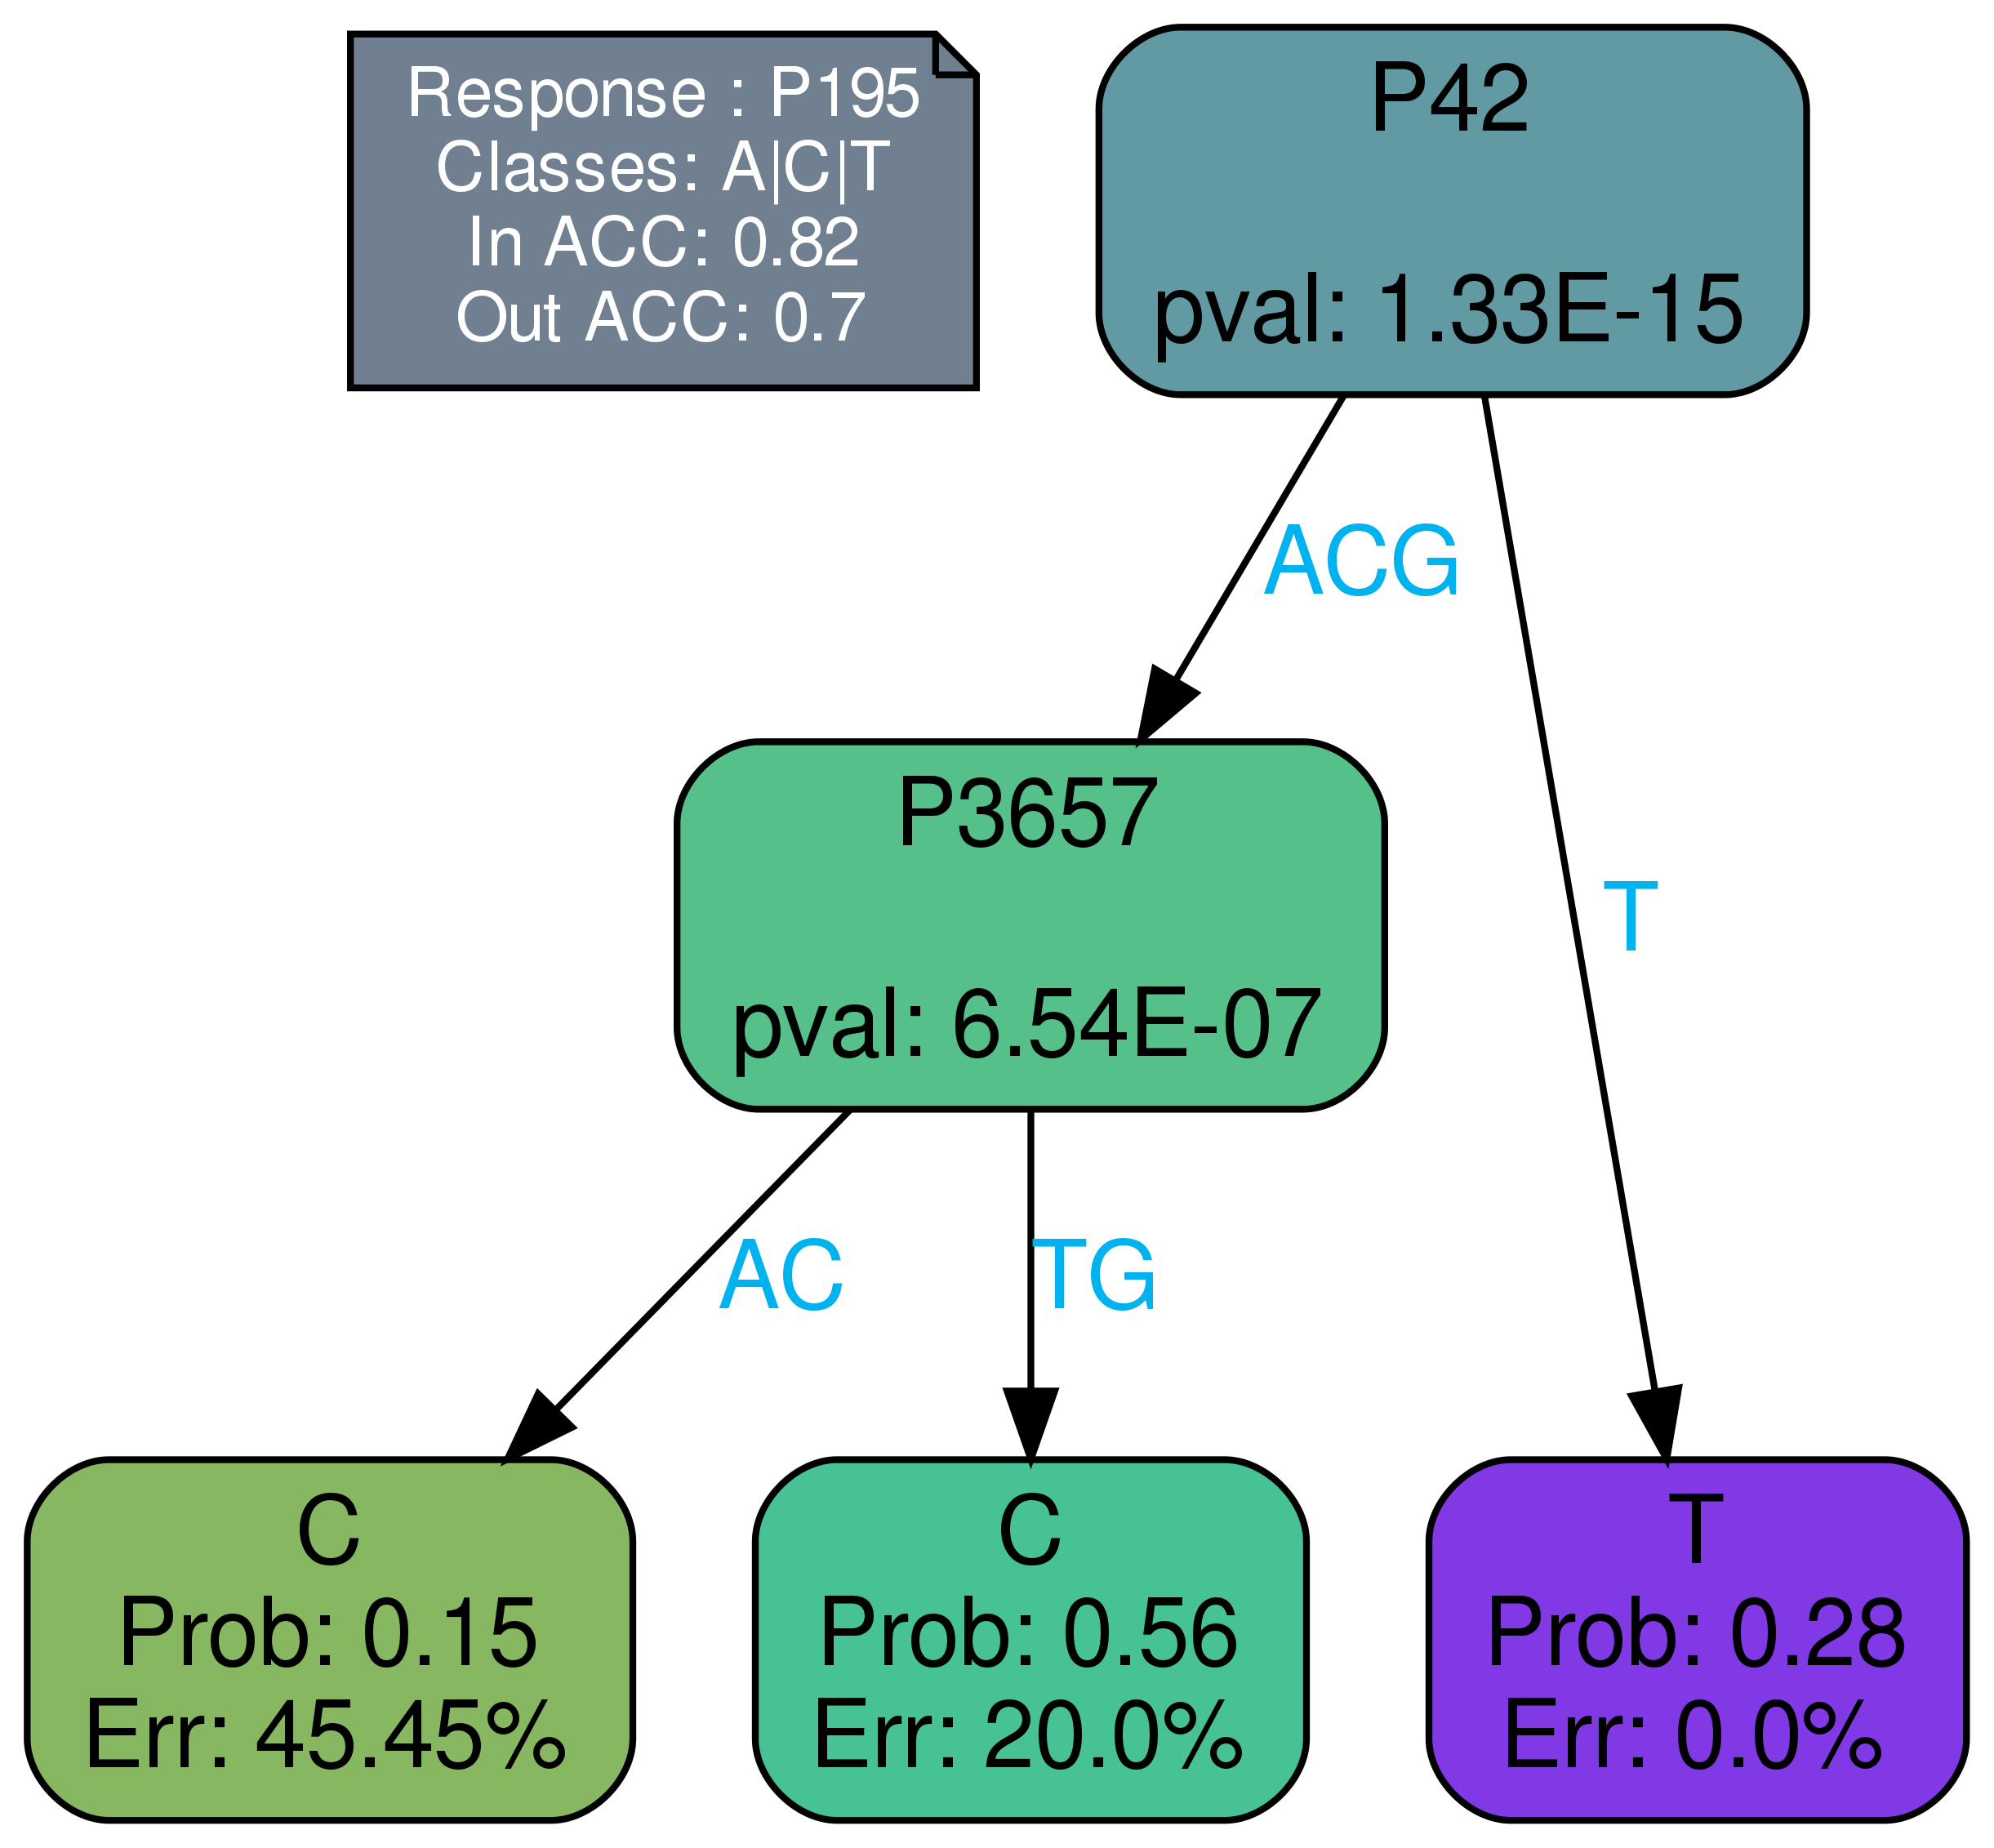 Response : P195
Classes: A|C|T
In ACC: 0.82
Out ACC: 0.7
P42
pval: 1.33E-15
ACG
T
P3657
pval: 6.54E-07
AC
TG
C
Prob: 0.15
Err: 45.45%
C
Prob: 0.56
Err: 20.0%
T
Prob: 0.28
Err: 0.0%